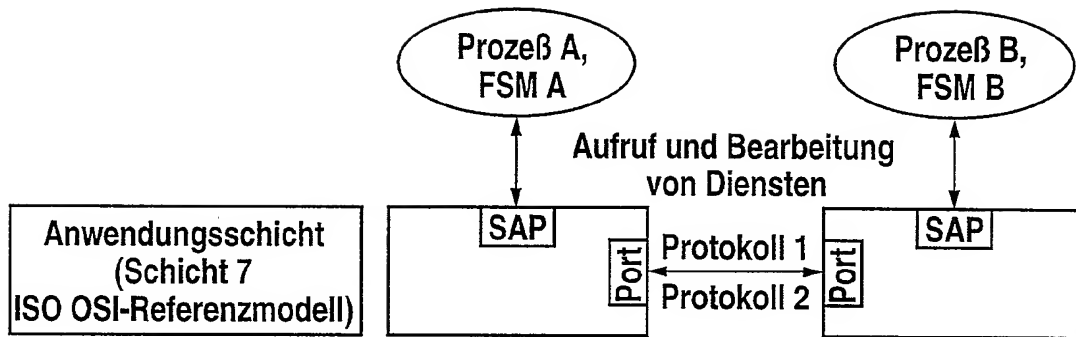 Prozeß A,
FSM A
Prozeß B,
FSM B
Aufruf und Bearbeitung
von Diensten
Anwendungsschicht
(Schicht 7
ISO OSI-Referenzmodell)
SAP
Port
Protokoll 1
Protokoll 2
Port
SAP